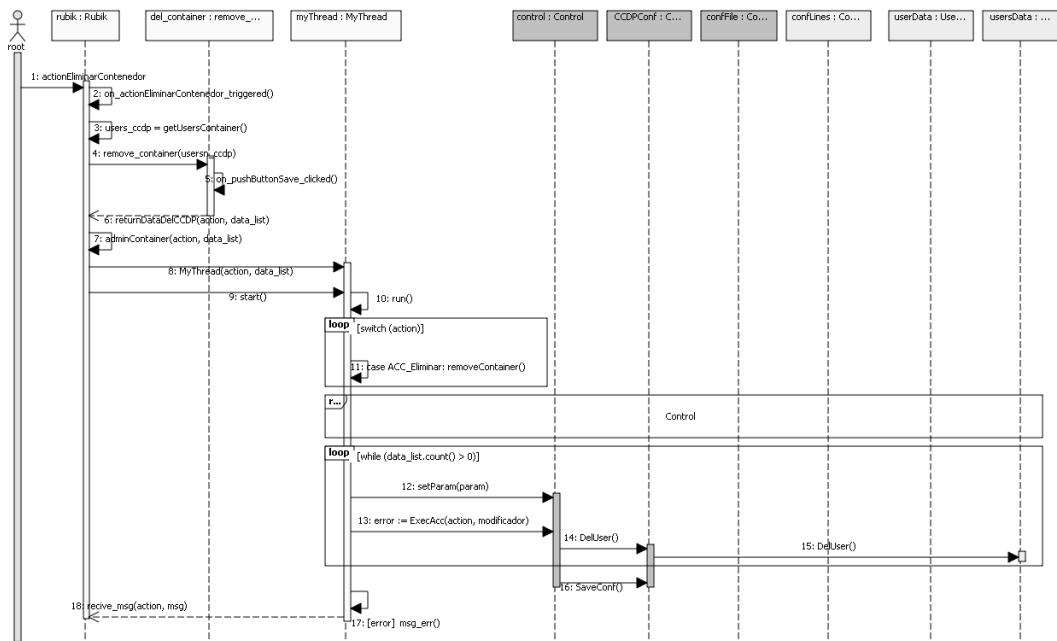 rubik : Rubik
del_container : remove_...
myThread : MyThread
control : Control
CCDPConf : C...
confFile : Co...
confLines : Co...
userData : Use...
usersData : ...
root
1: actionEliminarContenedor
2: on_actionEliminarContenedor_triggered()
3: users_ccdp = getUsersContainer()
4: remove_container(usersn_ccdp)
5: on_pushButtonSave_clicked()
6: returnDataDelCCDP(action, data_list)
7: adminContainer(action, data_list)
8: MyThread(action, data_list)
9: start()
10: run()
loop [switch (action)]
11: case ACC_Eliminar: removeContainer()
r...
Control
loop [while (data_list.count() > 0)]
12: setParam(param)
13: error := ExecAcc(action, modificador)
14: DelUser()
15: DelUser()
16: SaveConf()
18: recive_msg(action, msg)
17: [error] msg_err()